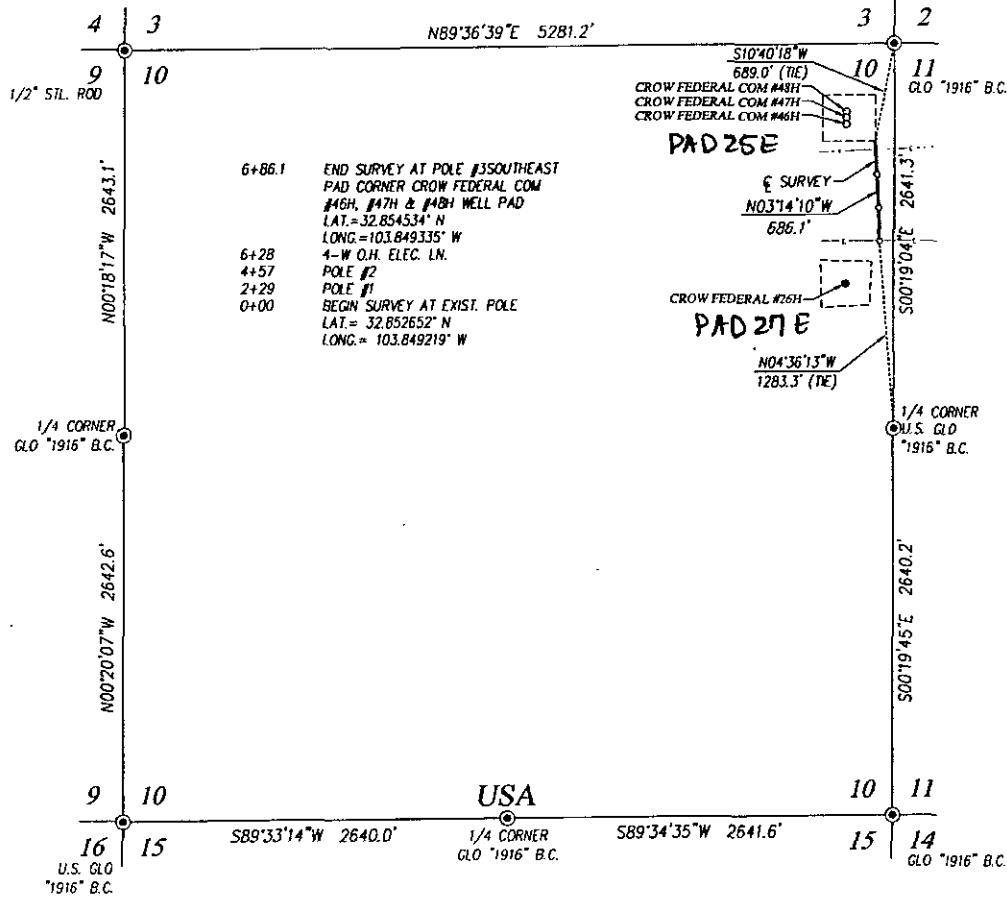 4 3
N89°36'39"E 5281.2'
3 2
9 10
10 11
1/2" STL. ROD
GLO "1916" B.C.
S10°40'18"W
689.0' (TIE)
CROW FEDERAL COM #48H
CROW FEDERAL COM #47H
CROW FEDERAL COM #46H
PAD 25E
N00°18'17"W 2643.1'
6+86.1 END SURVEY AT POLE #3SOUTHEAST
PAD CORNER CROW FEDERAL COM
#46H, #47H & #48H WELL PAD
LAT.=32.854534° N
LONG.=103.849335° W
6+28 4-W O.H. ELEC. LN.
4+57 POLE #2
2+29 POLE #1
0+00 BEGIN SURVEY AT EXIST. POLE
LAT.= 32.852652° N
LONG.= 103.849219° W
℄ SURVEY
N03°14'10"W
686.1'
S00°19'04"E 2641.3'
CROW FEDERAL #26H
PAD 27E
N04°36'13"W
1283.3' (TIE)
1/4 CORNER
GLO "1916" B.C.
1/4 CORNER
U.S. GLO
"1916" B.C.
N00°20'07"W 2642.6'
S00°19'45"E 2640.2'
9 10
USA
10 11
S89°33'14"W 2640.0'
1/4 CORNER
GLO "1916" B.C.
S89°34'35"W 2641.6'
16 15
U.S. GLO
"1916" B.C.
15 14
GLO "1916" B.C.